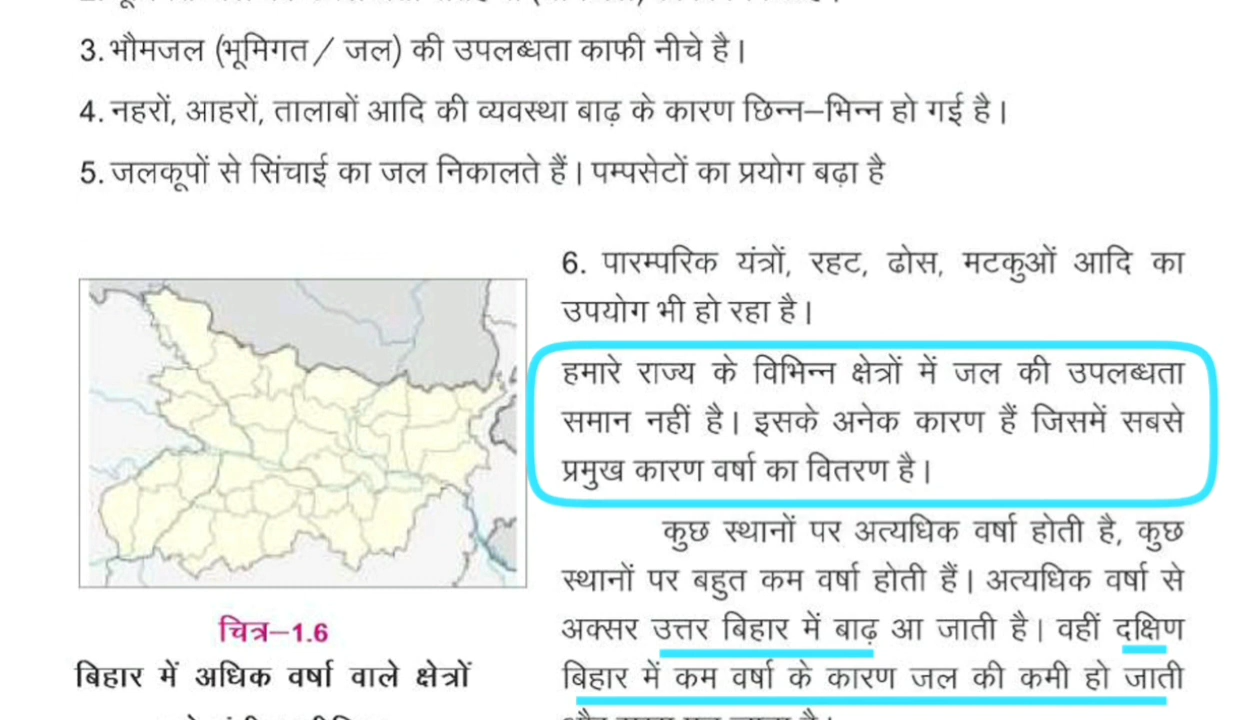 3. भौमजल (भूमिगत / जल) की उपलब्धता काफी नीचे है।
4. नहरों, आहरों, तालाबों आदि की व्यवस्था बाढ़ के कारण छिन्न–भिन्न हो गई है।
5. जलकूपों से सिंचाई का जल निकालते हैं। पम्पसेटों का प्रयोग बढ़ा है
6. पारम्परिक यंत्रों, रहट, ढोस, मटकुओं आदि का
उपयोग भी हो रहा है।
हमारे राज्य के विभिन्न क्षेत्रों में जल की उपलब्धता
समान नहीं है। इसके अनेक कारण हैं जिसमें सबसे
प्रमुख कारण वर्षा का वितरण है।
कुछ स्थानों पर अत्यधिक वर्षा होती है, कुछ
स्थानों पर बहुत कम वर्षा होती हैं। अत्यधिक वर्षा से
अक्सर उत्तर बिहार में बाढ़ आ जाती है। वहीं दक्षिण
बिहार में कम वर्षा के कारण जल की कमी हो जाती
चित्र–1.6
बिहार में अधिक वर्षा वाले क्षेत्रों